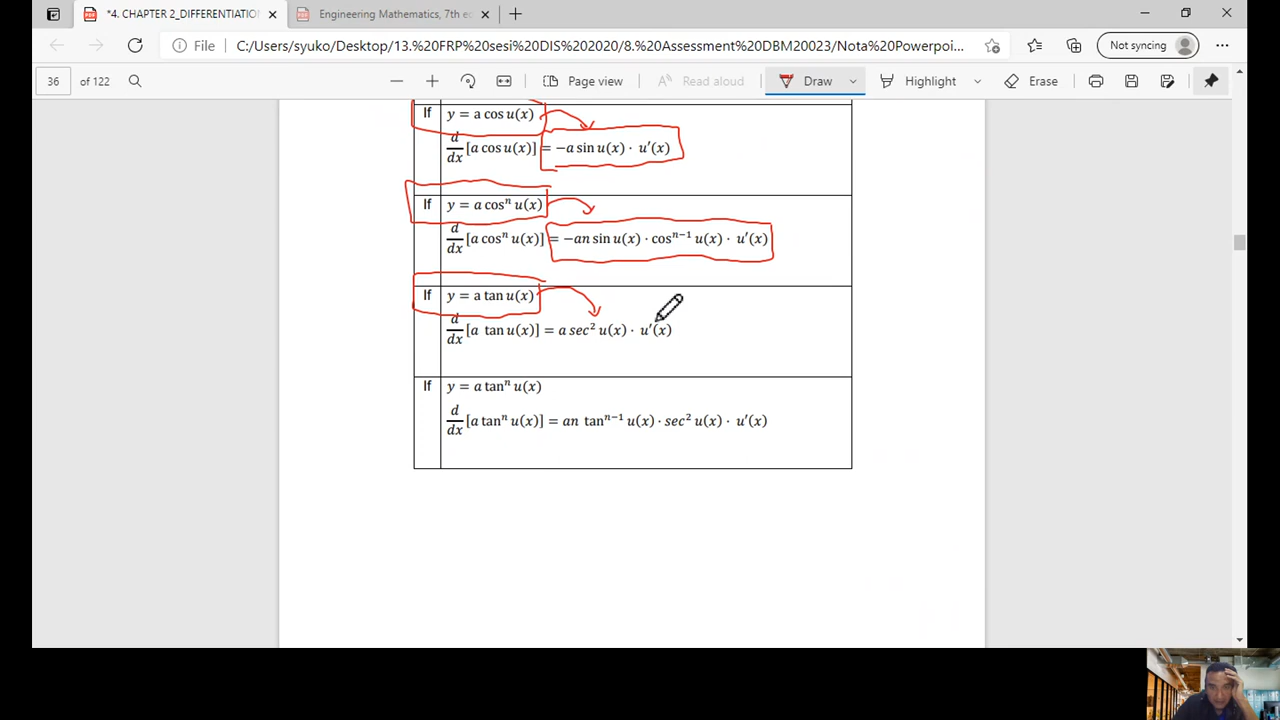 *4. CHAPTER 2_DIFFERENTIATIO
Engineering Mathematics, 7th e
File
C:/Users/syuko/Desktop/13.%20FRP%20sesi%20DIS%202020/8.%20Assessment%20DBM20023/Nota%20Powerpoi...
Not syncing
36 of 122
Page view
Read aloud
Draw
Highlight
Erase
If y = a cos u(x)
d/dx [a cos u(x)] = −a sin u(x) · u′(x)
If y = a cosⁿ u(x)
d/dx [a cosⁿ u(x)] = −an sin u(x) · cosⁿ⁻¹ u(x) · u′(x)
If y = a tan u(x)
d/dx [a tan u(x)] = a sec² u(x) · u′(x)
If y = a tanⁿ u(x)
d/dx [a tanⁿ u(x)] = an tanⁿ⁻¹ u(x) · sec² u(x) · u′(x)